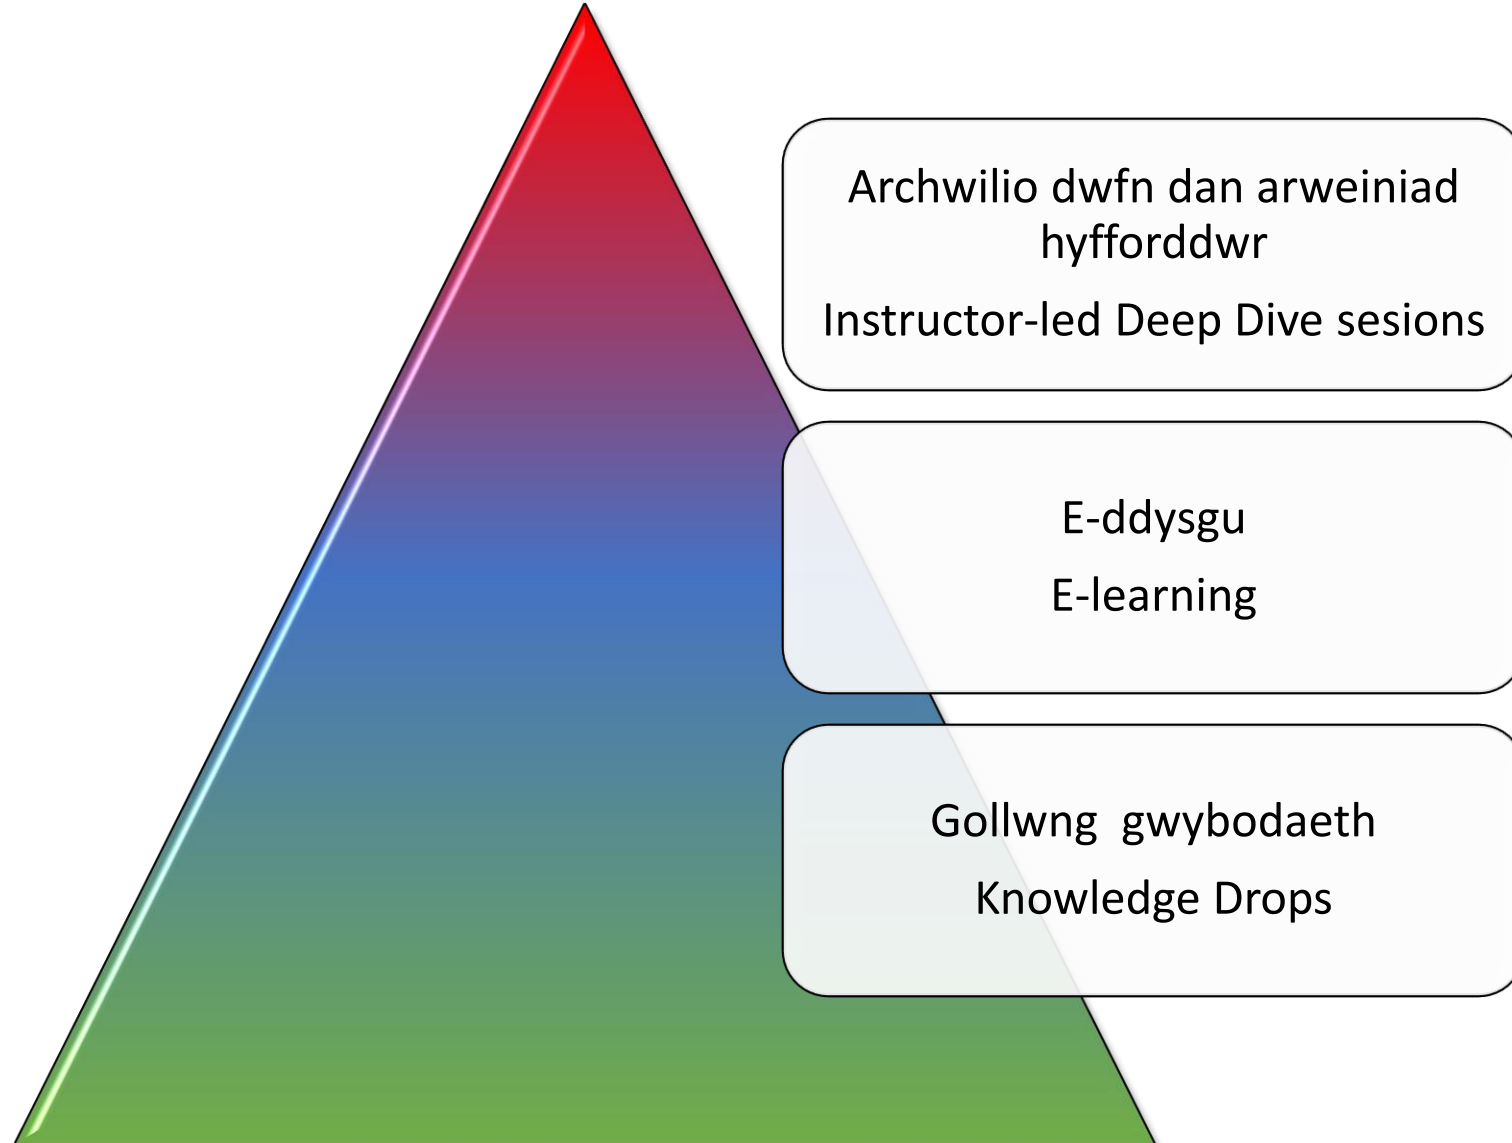 Archwilio dwfn dan arweiniad
hyfforddwr
Instructor-led Deep Dive sesions
E-ddysgu
E-learning
Gollwng  gwybodaeth
Knowledge Drops